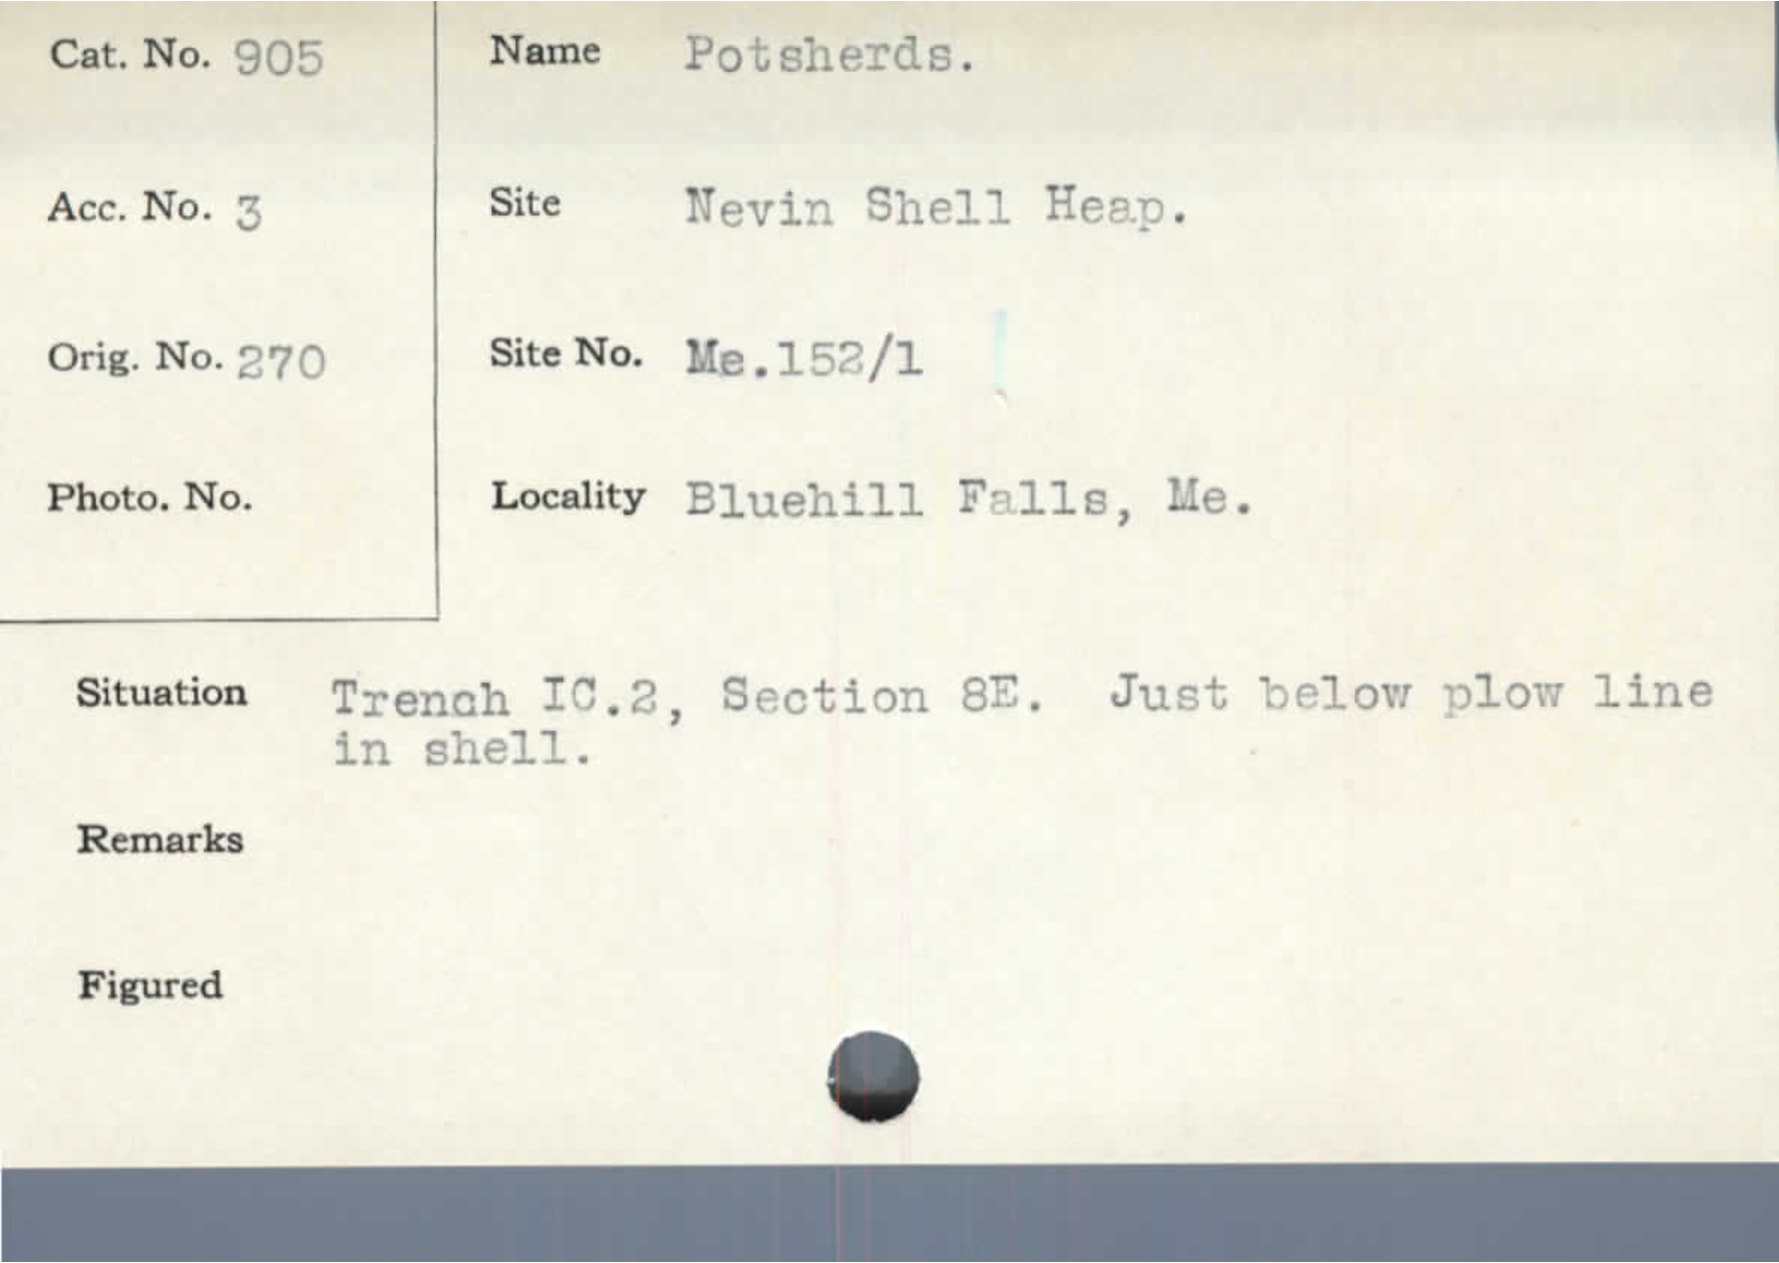 Cat. No. 905
Name Potsherds.
Acc. No. 3
Site Nevin Shell Heap.
Orig. No. 270
Site No. Me.152/1
Photo. No.
Locality Bluehill Falls, Me.
Situation Trench IC.2, Section 8E. Just below plow line
in shell.
Remarks
Figured